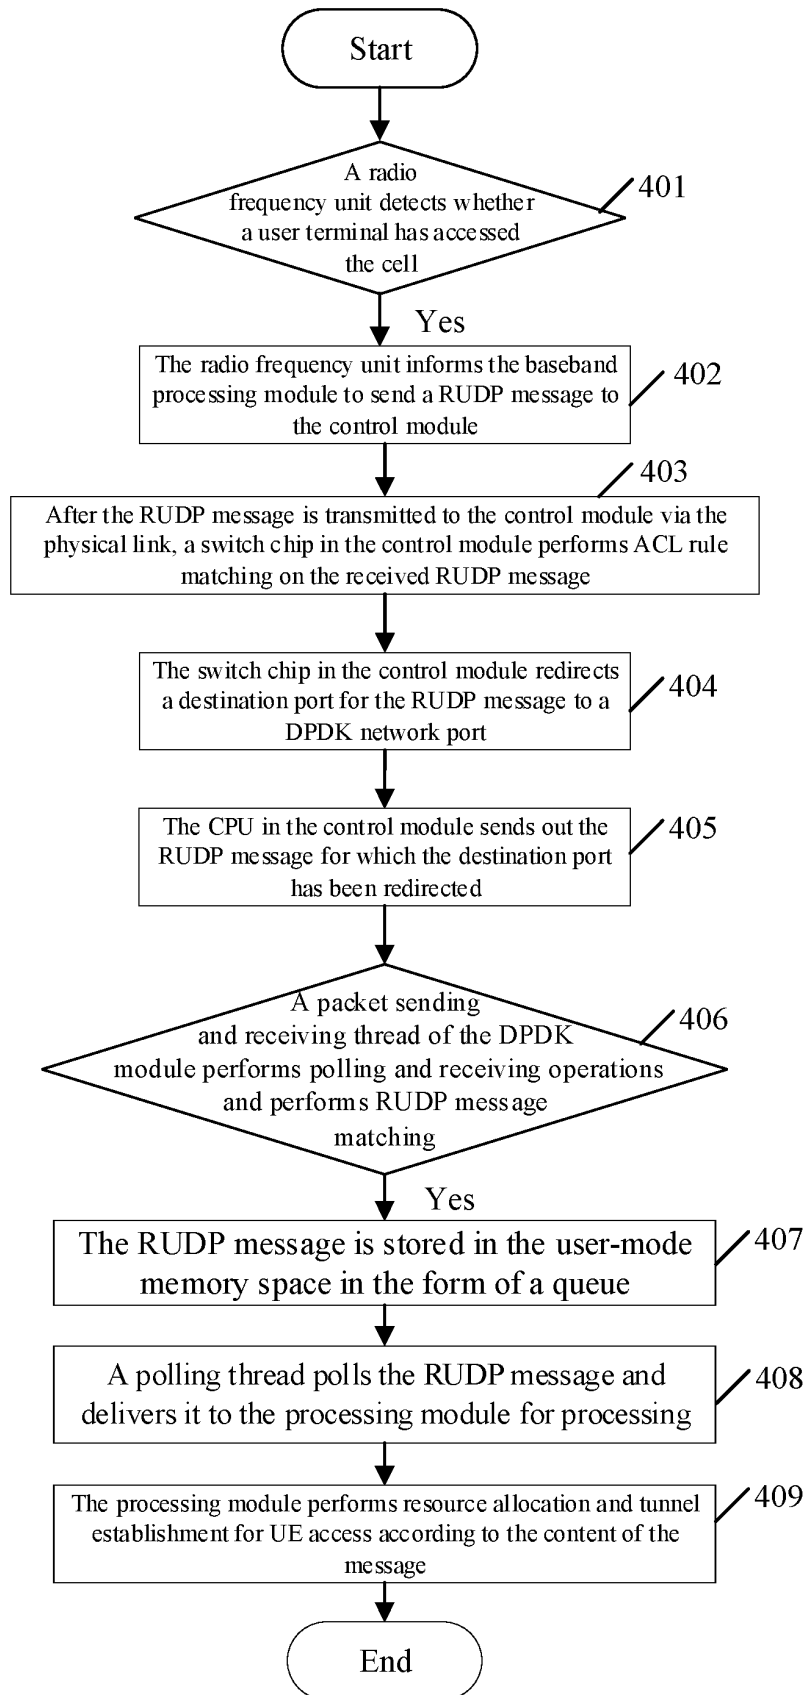 Start
A radio
frequency unit detects whether
a user terminal has accessed
the cell
401
Yes
The radio frequency unit informs the baseband
processing module to send a RUDP message to
the control module
402
403
After the RUDP message is transmitted to the control module via the
physical link, a switch chip in the control module performs ACL rule
matching on the received RUDP message
The switch chip in the control module redirects
a destination port for the RUDP message to a
DPDK network port
404
The CPU in the control module sends out the
RUDP message for which the destination port
has been redirected
405
A packet sending
and receiving thread of the DPDK
module performs polling and receiving operations
and performs RUDP message
matching
406
Yes
The RUDP message is stored in the user-mode
memory space in the form of a queue
407
A polling thread polls the RUDP message and
delivers it to the processing module for processing
408
The processing module performs resource allocation and tunnel
establishment for UE access according to the content of the
message
409
End